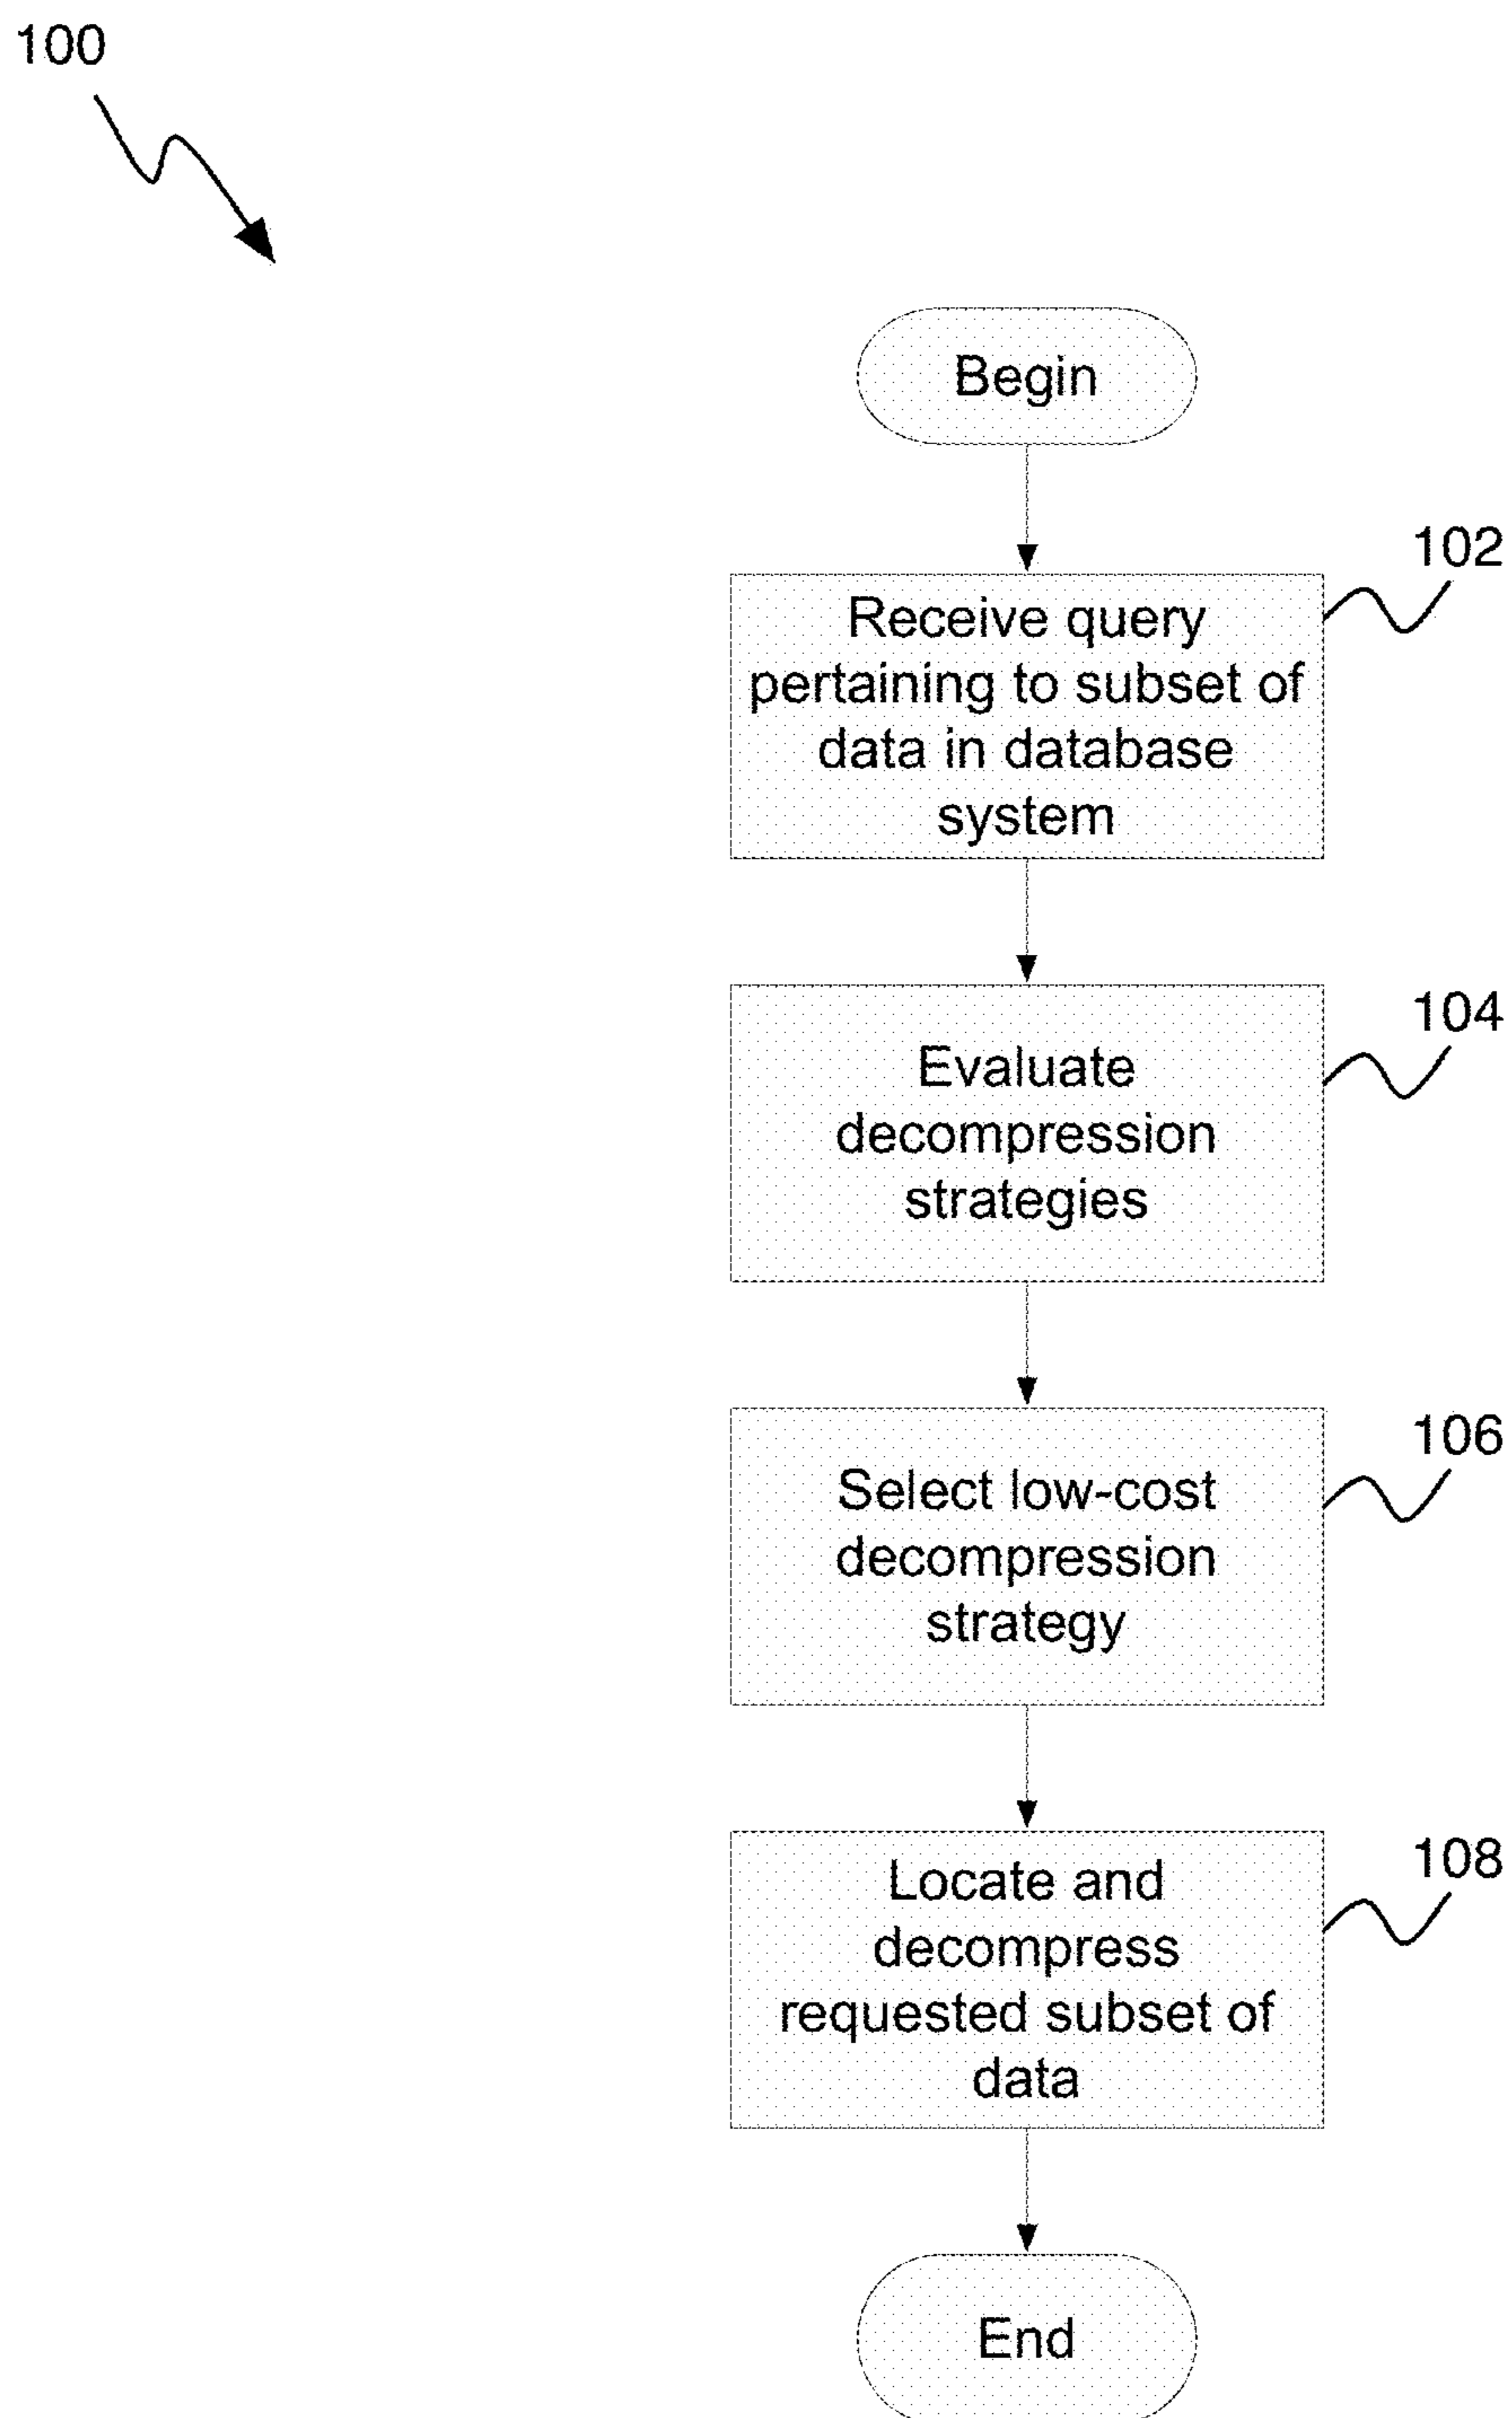 100
Begin
102
Receive query
pertaining to subset of
data in database
system
104
Evaluate
decompression
strategies
106
Select low-cost
decompression
strategy
108
Locate and
decompress
requested subset of
data
End